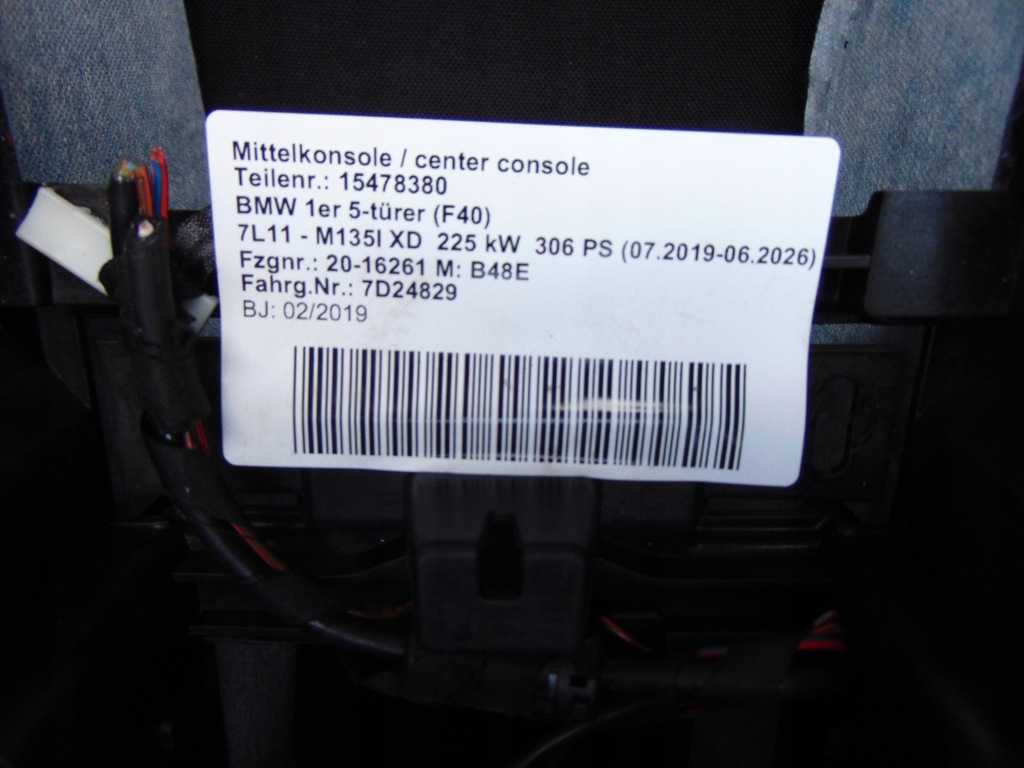 Mittelkonsole / center console
Teilenr.: 15478380
BMW 1er 5-türer (F40)
7L11 - M135I XD 225 kW 306 PS (07.2019-06.2026)
Fzgnr.: 20-16261 M: B48E
Fahrg.Nr.: 7D24829
BJ: 02/2019